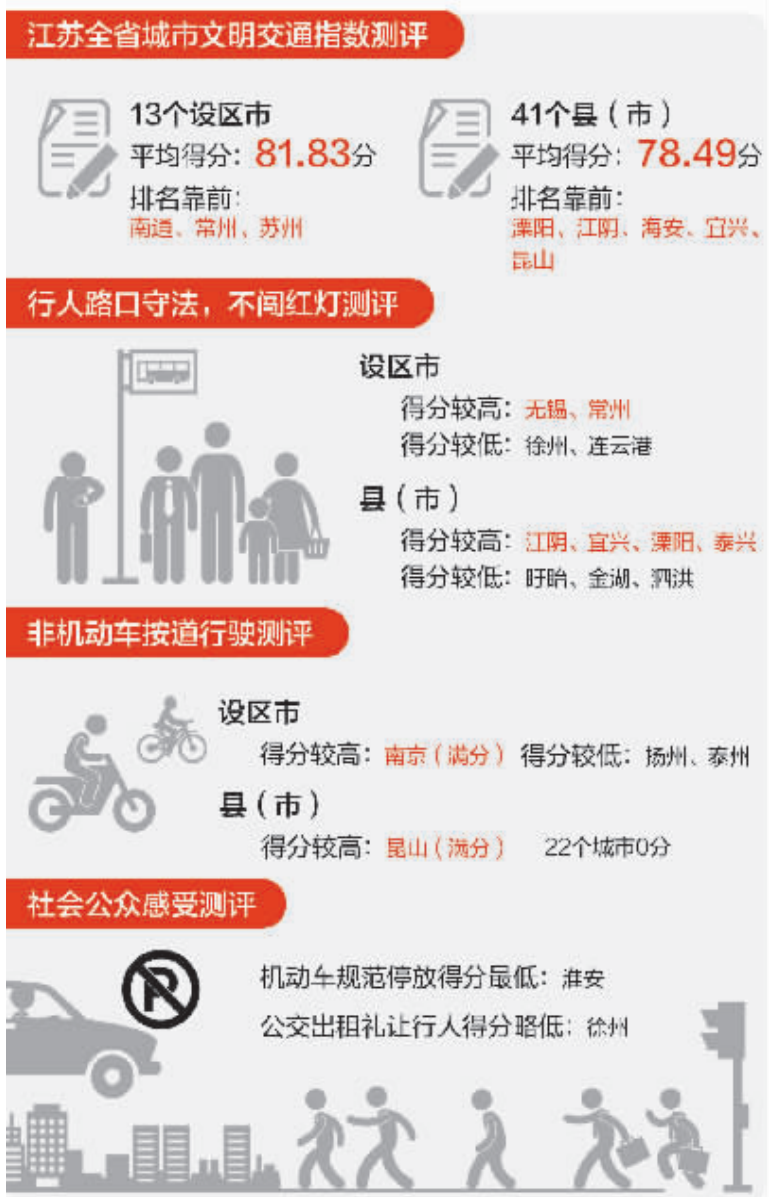 江苏全省城市文明交通指数测评
13个设区市
平均得分：81.83分
排名靠前：
南通、常州、苏州
41个县（市）
平均得分：78.49分
排名靠前：
溧阳、江阴、海安、宜兴、
昆山
行人路口守法，不闯红灯测评
设区市
得分较高：无锡、常州
得分较低：徐州、连云港
县（市）
得分较高：江阴、宜兴、溧阳、泰兴
得分较低：盱眙、金湖、泗洪
非机动车按道行驶测评
设区市
得分较高：南京（满分） 得分较低：扬州、泰州
县（市）
得分较高：昆山（满分） 22个城市0分
社会公众感受测评
P
机动车规范停放得分最低：淮安
公交出租礼让行人得分略低：徐州